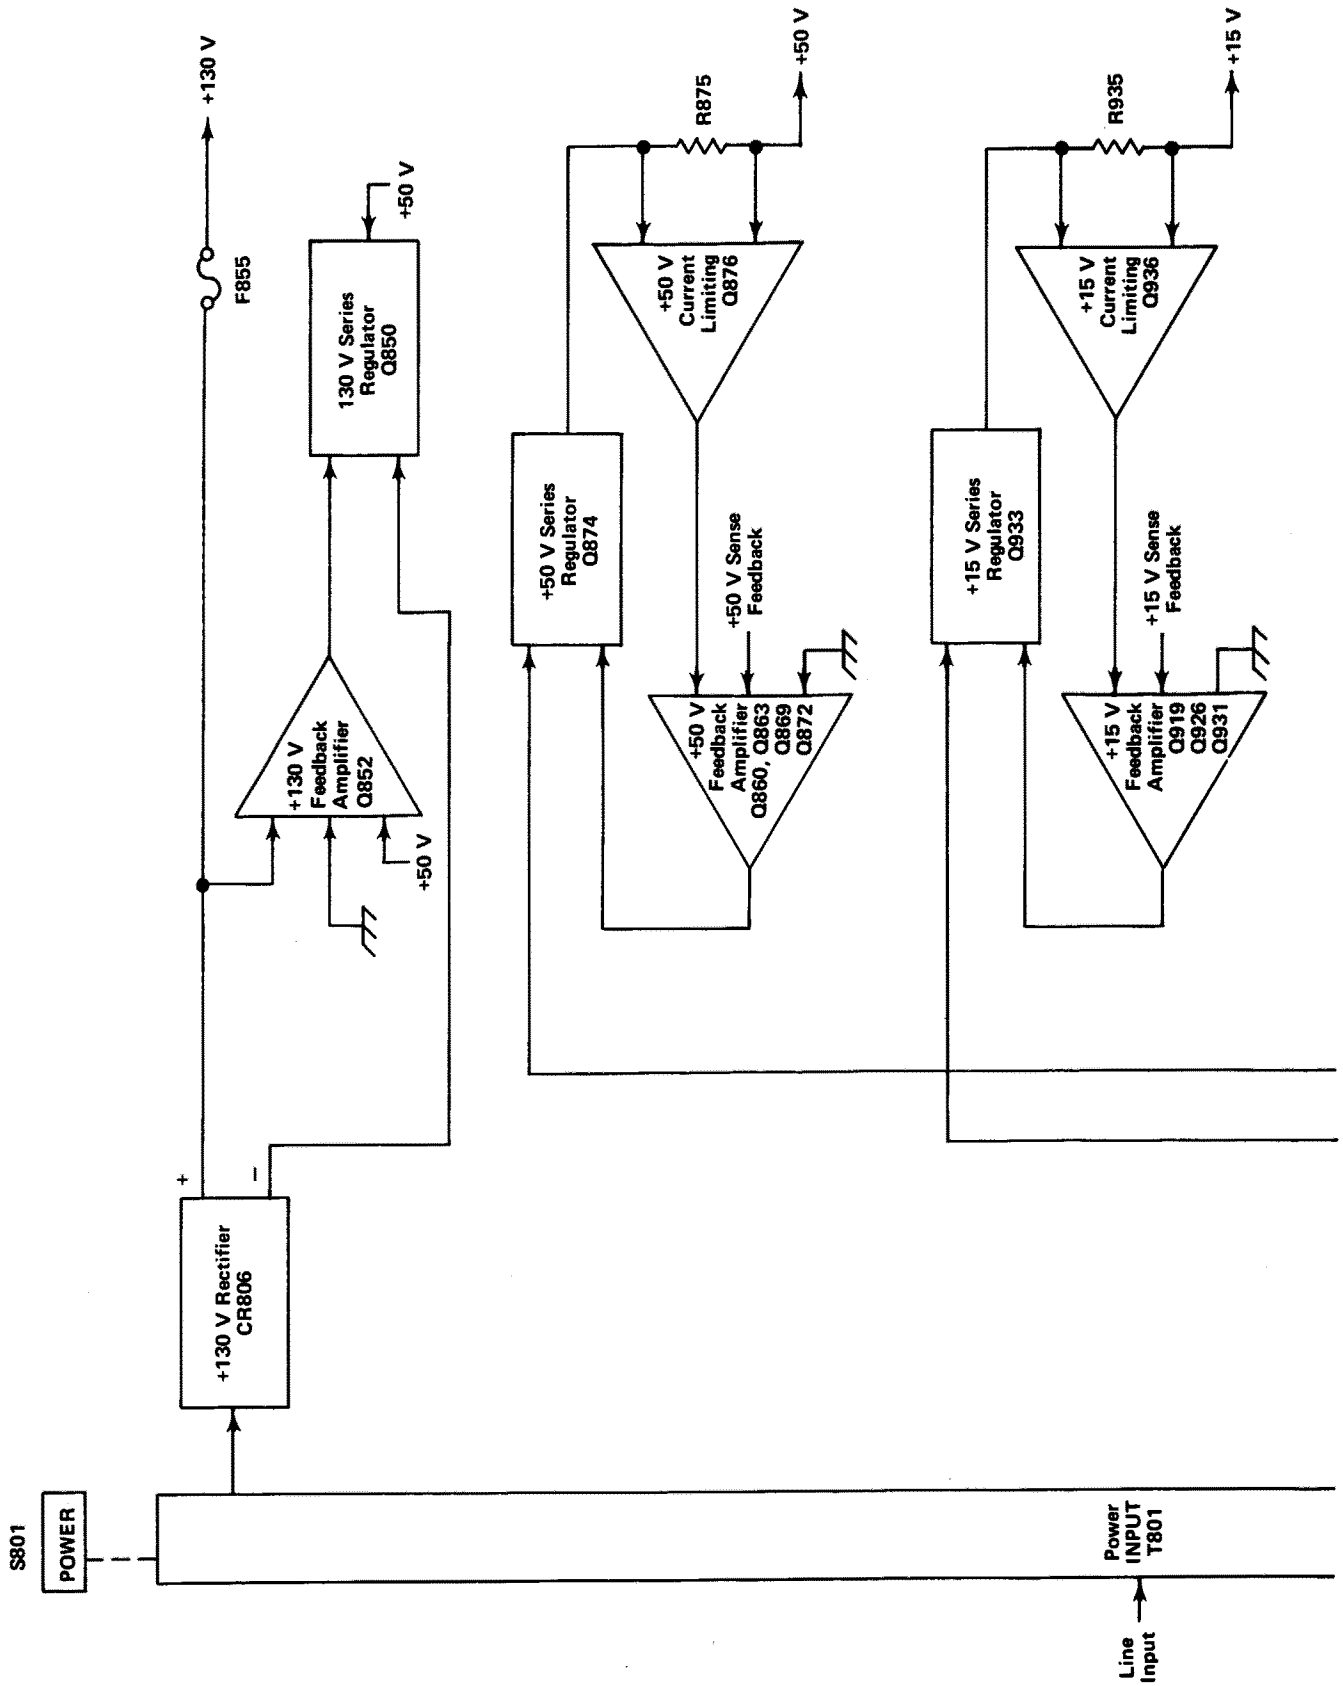 S801
POWER
Line
Input
Power
INPUT
T801
+130 V Rectifier
CR806
+
−
+130 V
Feedback
Amplifier
Q852
+50 V
130 V Series
Regulator
Q850
+50 V
F855
+130 V
+50 V Series
Regulator
Q874
+50 V
Feedback
Amplifier
Q860, Q863
Q869
Q872
+50 V Sense
Feedback
+50 V
Current
Limiting
Q876
R875
+50 V
+15 V Series
Regulator
Q933
+15 V
Feedback
Amplifier
Q919
Q926
Q931
+15 V Sense
Feedback
+15 V
Current
Limiting
Q936
R935
+15 V